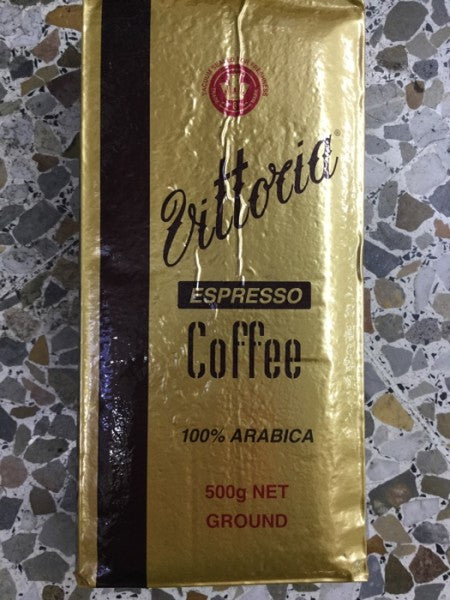 Vittoria®
ESPRESSO
Coffee
100% ARABICA
500g NET
GROUND